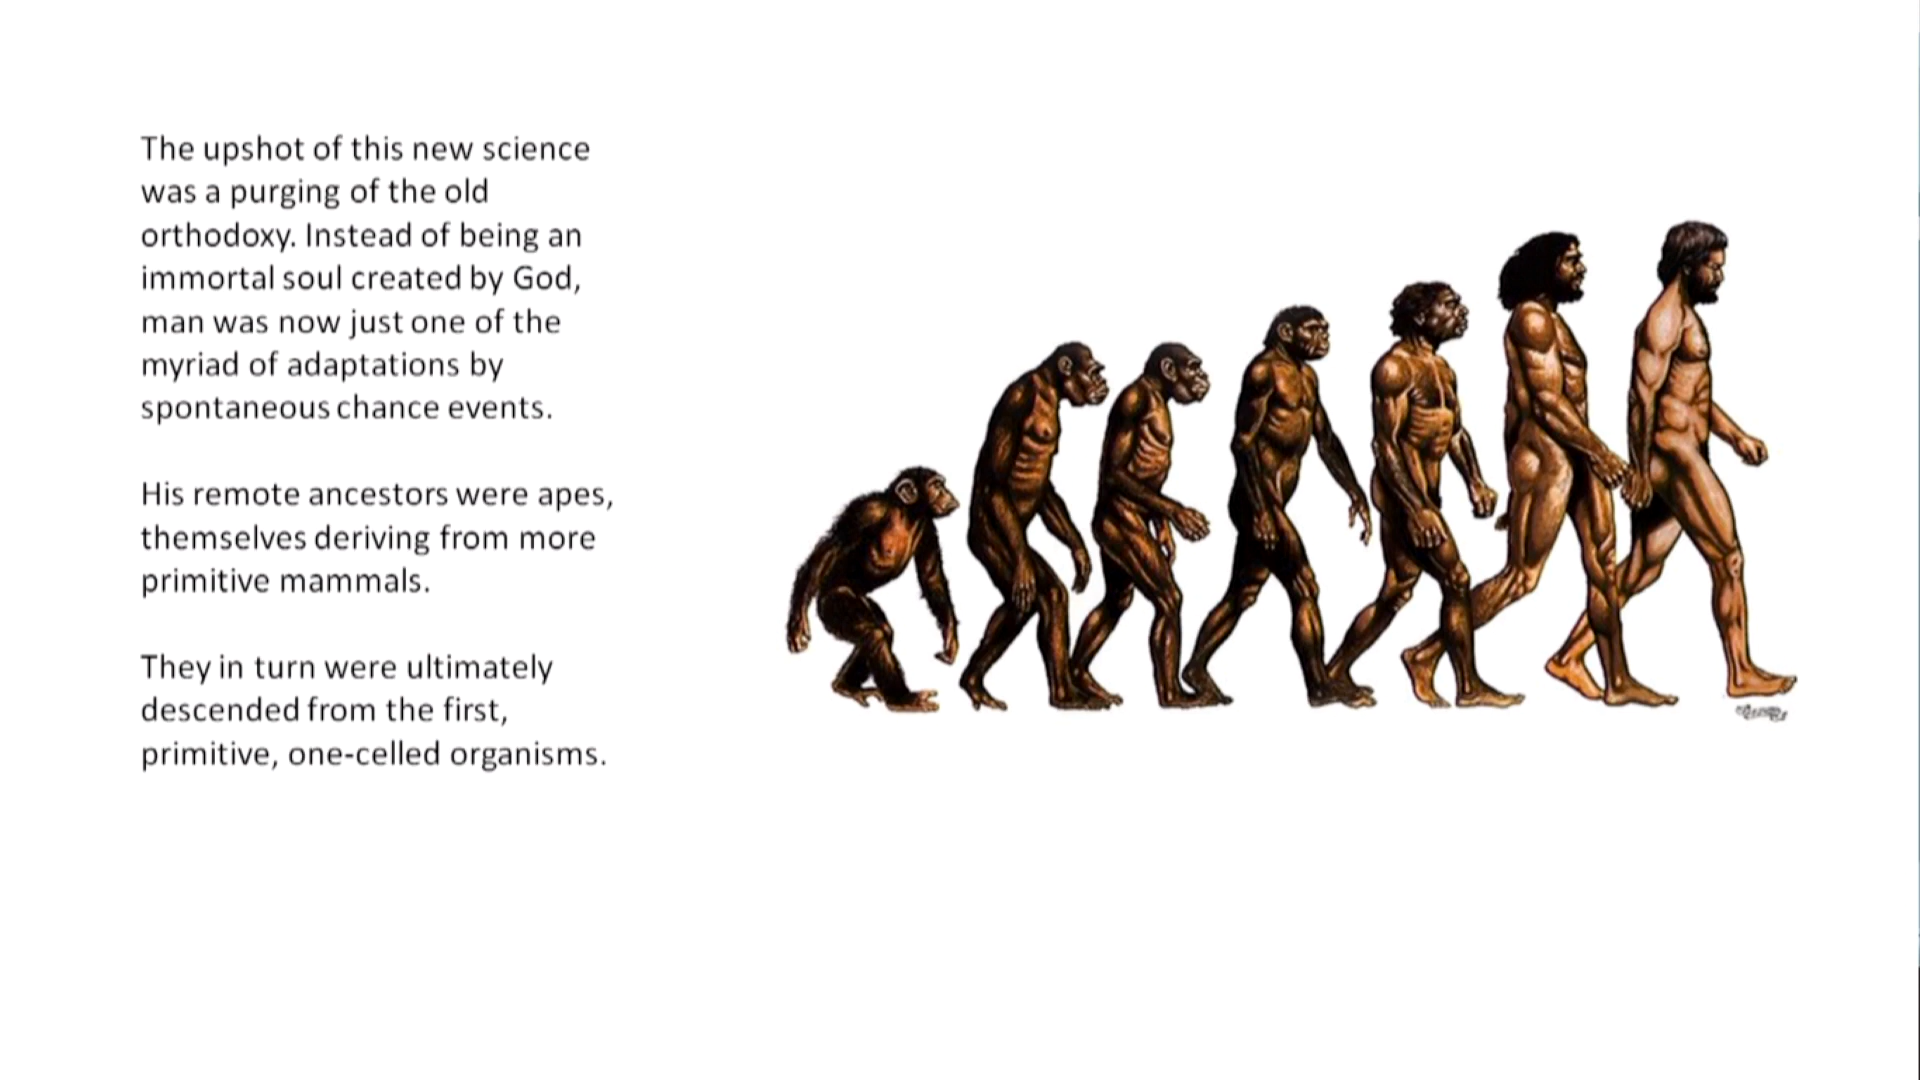 The upshot of this new science
was a purging of the old
orthodoxy. Instead of being an
immortal soul created by God,
man was now just one of the
myriad of adaptations by
spontaneous chance events.
His remote ancestors were apes,
themselves deriving from more
primitive mammals.
They in turn were ultimately
descended from the first,
primitive, one-celled organisms.